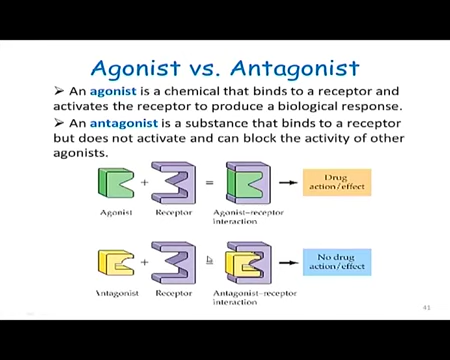 Agonist vs. Antagonist
➤ An agonist is a chemical that binds to a receptor and
activates the receptor to produce a biological response.
➤ An antagonist is a substance that binds to a receptor
but does not activate and can block the activity of other
agonists.
+ = Drug
action/effect
Agonist Receptor Agonist–receptor
interaction
+ = No drug
action/effect
Antagonist Receptor Antagonist–receptor
interaction
41